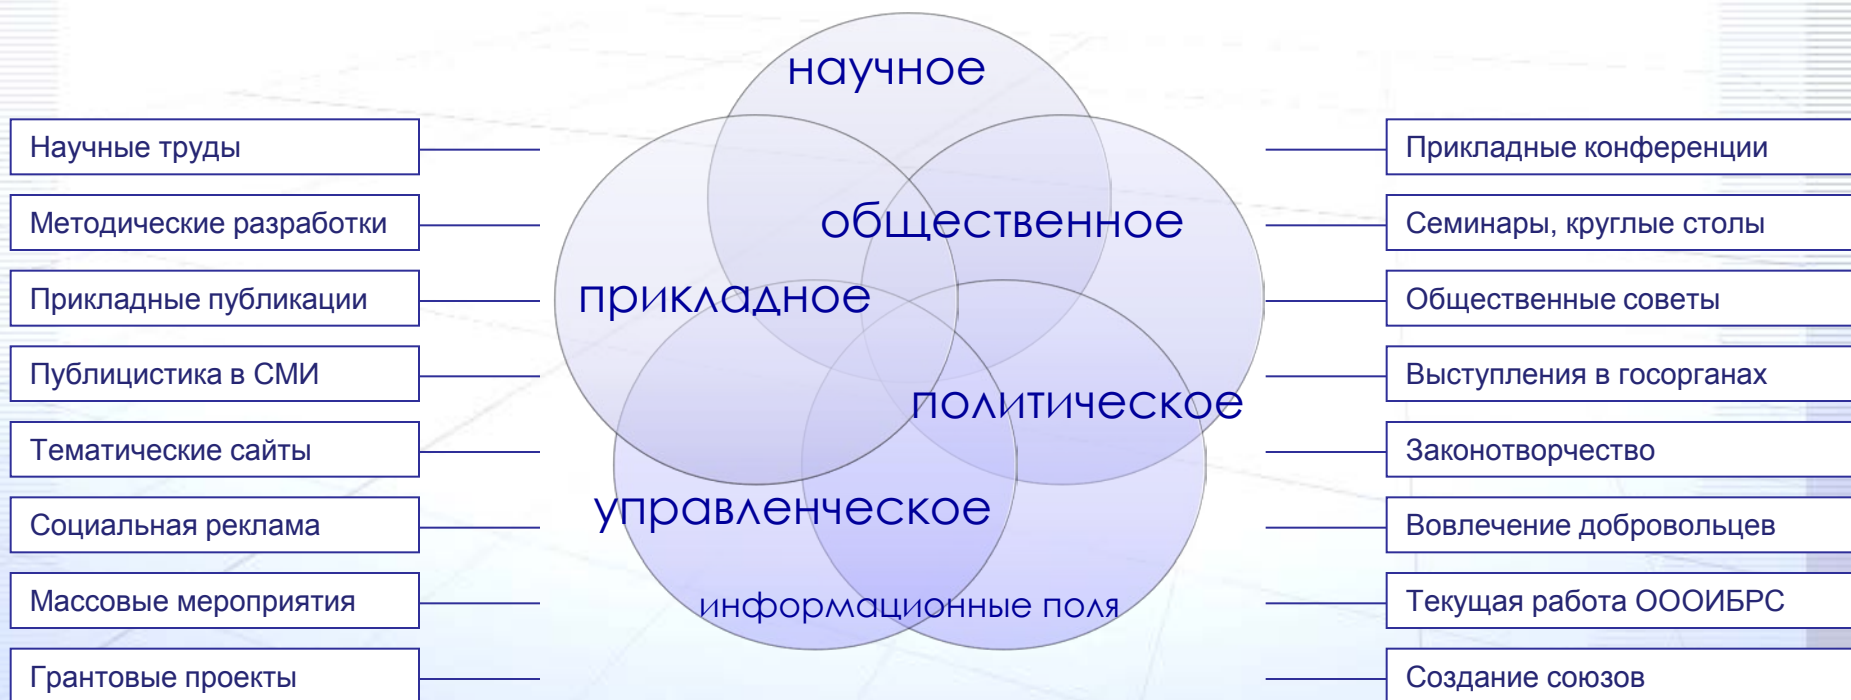 научное
общественное
прикладное
политическое
управленческое
информационные поля
Научные труды
Методические разработки
Прикладные публикации
Публицистика в СМИ
Тематические сайты
Социальная реклама
Массовые мероприятия
Грантовые проекты
Прикладные конференции
Семинары, круглые столы
Общественные советы
Выступления в госорганах
Законотворчество
Вовлечение добровольцев
Текущая работа ОООИБРС
Создание союзов